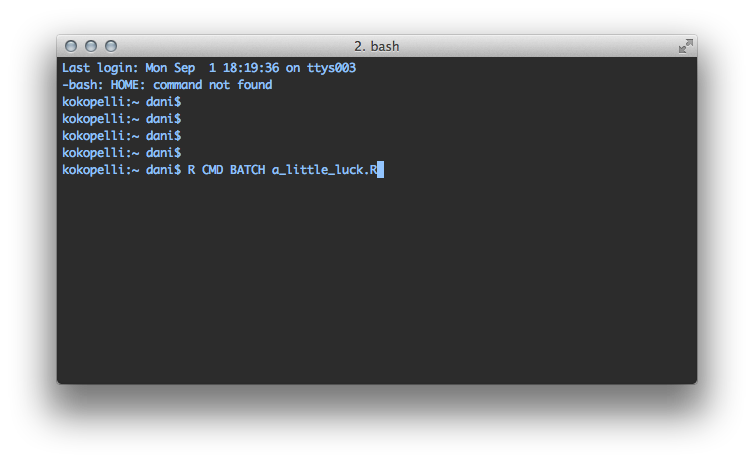 2. bash
Last login: Mon Sep  1 18:19:36 on ttys003
-bash: HOME: command not found
kokopelli:~ dani$
kokopelli:~ dani$
kokopelli:~ dani$
kokopelli:~ dani$
kokopelli:~ dani$ R CMD BATCH a_little_luck.R